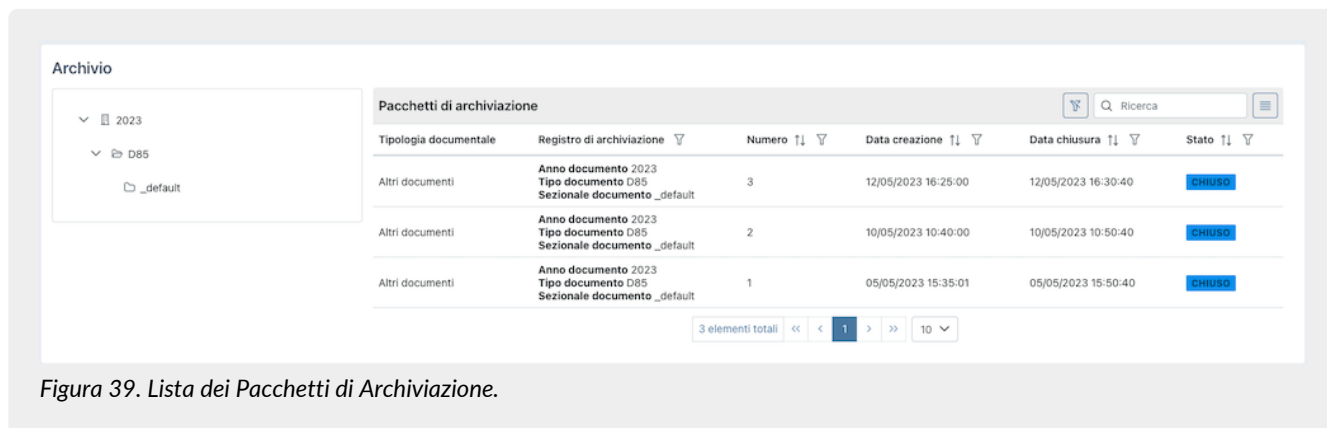 Archivio
2023
D85
_default
Pacchetti di archiviazione
Ricerca
Tipologia documentale Registro di archiviazione Numero Data creazione Data chiusura Stato
Anno documento 2023
Altri documenti Tipo documento D85 3 12/05/2023 16:25:00 12/05/2023 16:30:40 CHIUSO
Sezionale documento _default
Anno documento 2023
Altri documenti Tipo documento D85 2 10/05/2023 10:40:00 10/05/2023 10:50:40 CHIUSO
Sezionale documento _default
Anno documento 2023
Altri documenti Tipo documento D85 1 05/05/2023 15:35:01 05/05/2023 15:50:40 CHIUSO
Sezionale documento _default
3 elementi totali « < 1 > » 10
Figura 39. Lista dei Pacchetti di Archiviazione.